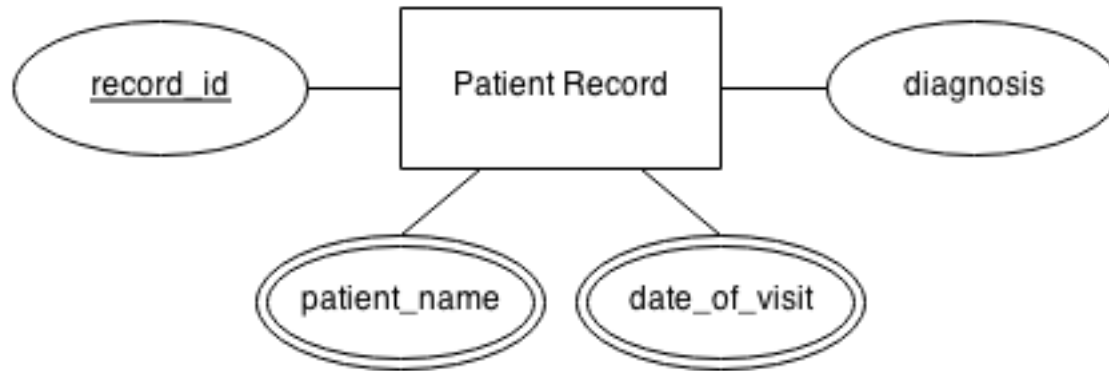 record_id
Patient Record
diagnosis
patient_name
date_of_visit